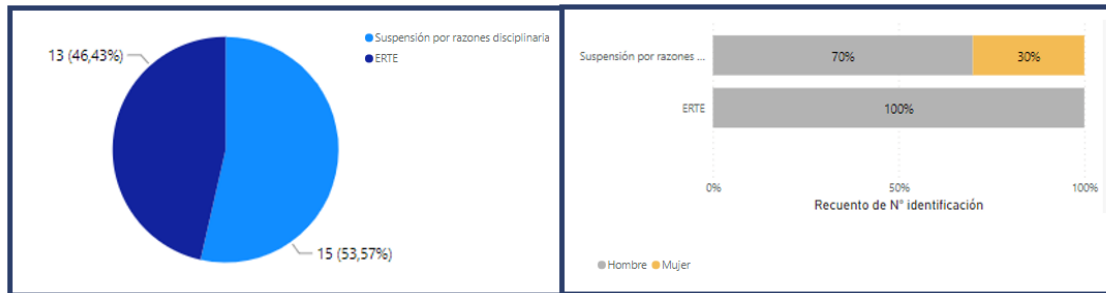 13 (46,43%)
Suspensión por razones disciplinaria
ERTE
15 (53,57%)
Suspensión por razones ...
70%
30%
ERTE
100%
0%
50%
100%
Recuento de Nº identificación
Hombre
Mujer